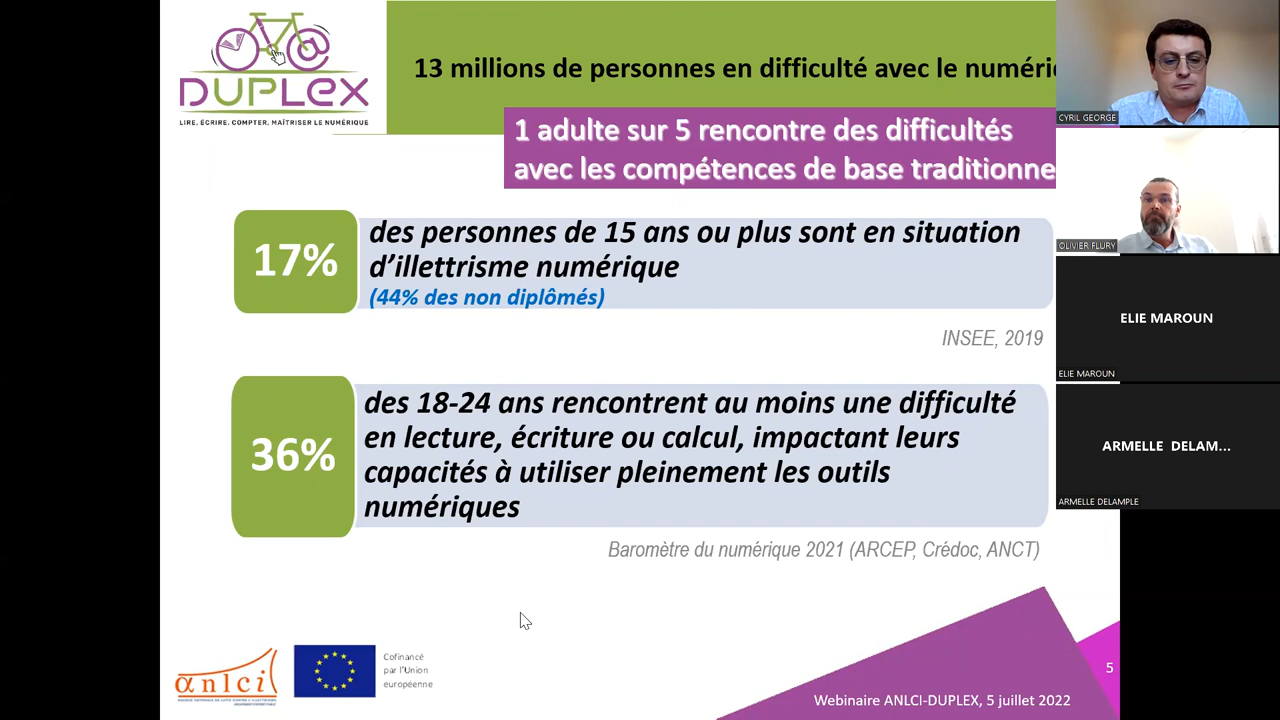 DUPLEX
LIRE, ÉCRIRE, COMPTER, MAÎTRISER LE NUMÉRIQUE
13 millions de personnes en difficulté avec le numéri
1 adulte sur 5 rencontre des difficultés
avec les compétences de base traditionne
17%
des personnes de 15 ans ou plus sont en situation
d'illettrisme numérique
(44% des non diplômés)
INSEE, 2019
36%
des 18-24 ans rencontrent au moins une difficulté
en lecture, écriture ou calcul, impactant leurs
capacités à utiliser pleinement les outils
numériques
Baromètre du numérique 2021 (ARCEP, Crédoc, ANCT)
anlci
Cofinancé
par l'Union
européenne
5
Webinaire ANLCI-DUPLEX, 5 juillet 2022
CYRIL GEORGE
OLIVIER FLURY
ELIE MAROUN
ELIE MAROUN
ARMELLE DELAM...
ARMELLE DELAMPLE